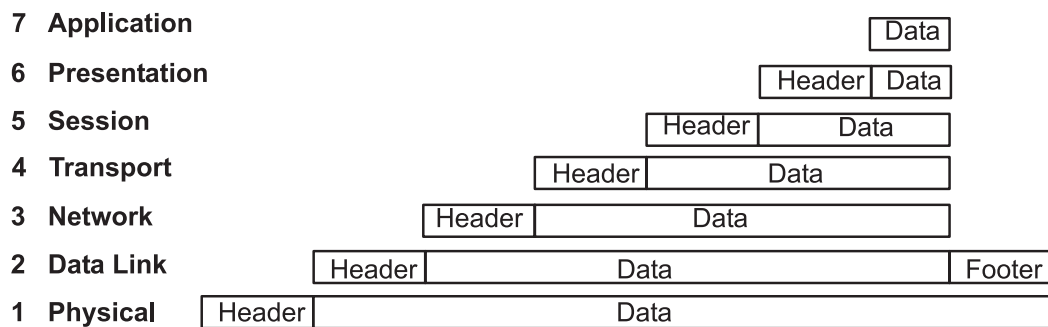 7 Application Data
6 Presentation Header Data
5 Session Header Data
4 Transport Header Data
3 Network Header Data
2 Data Link Header Data Footer
1 Physical Header Data